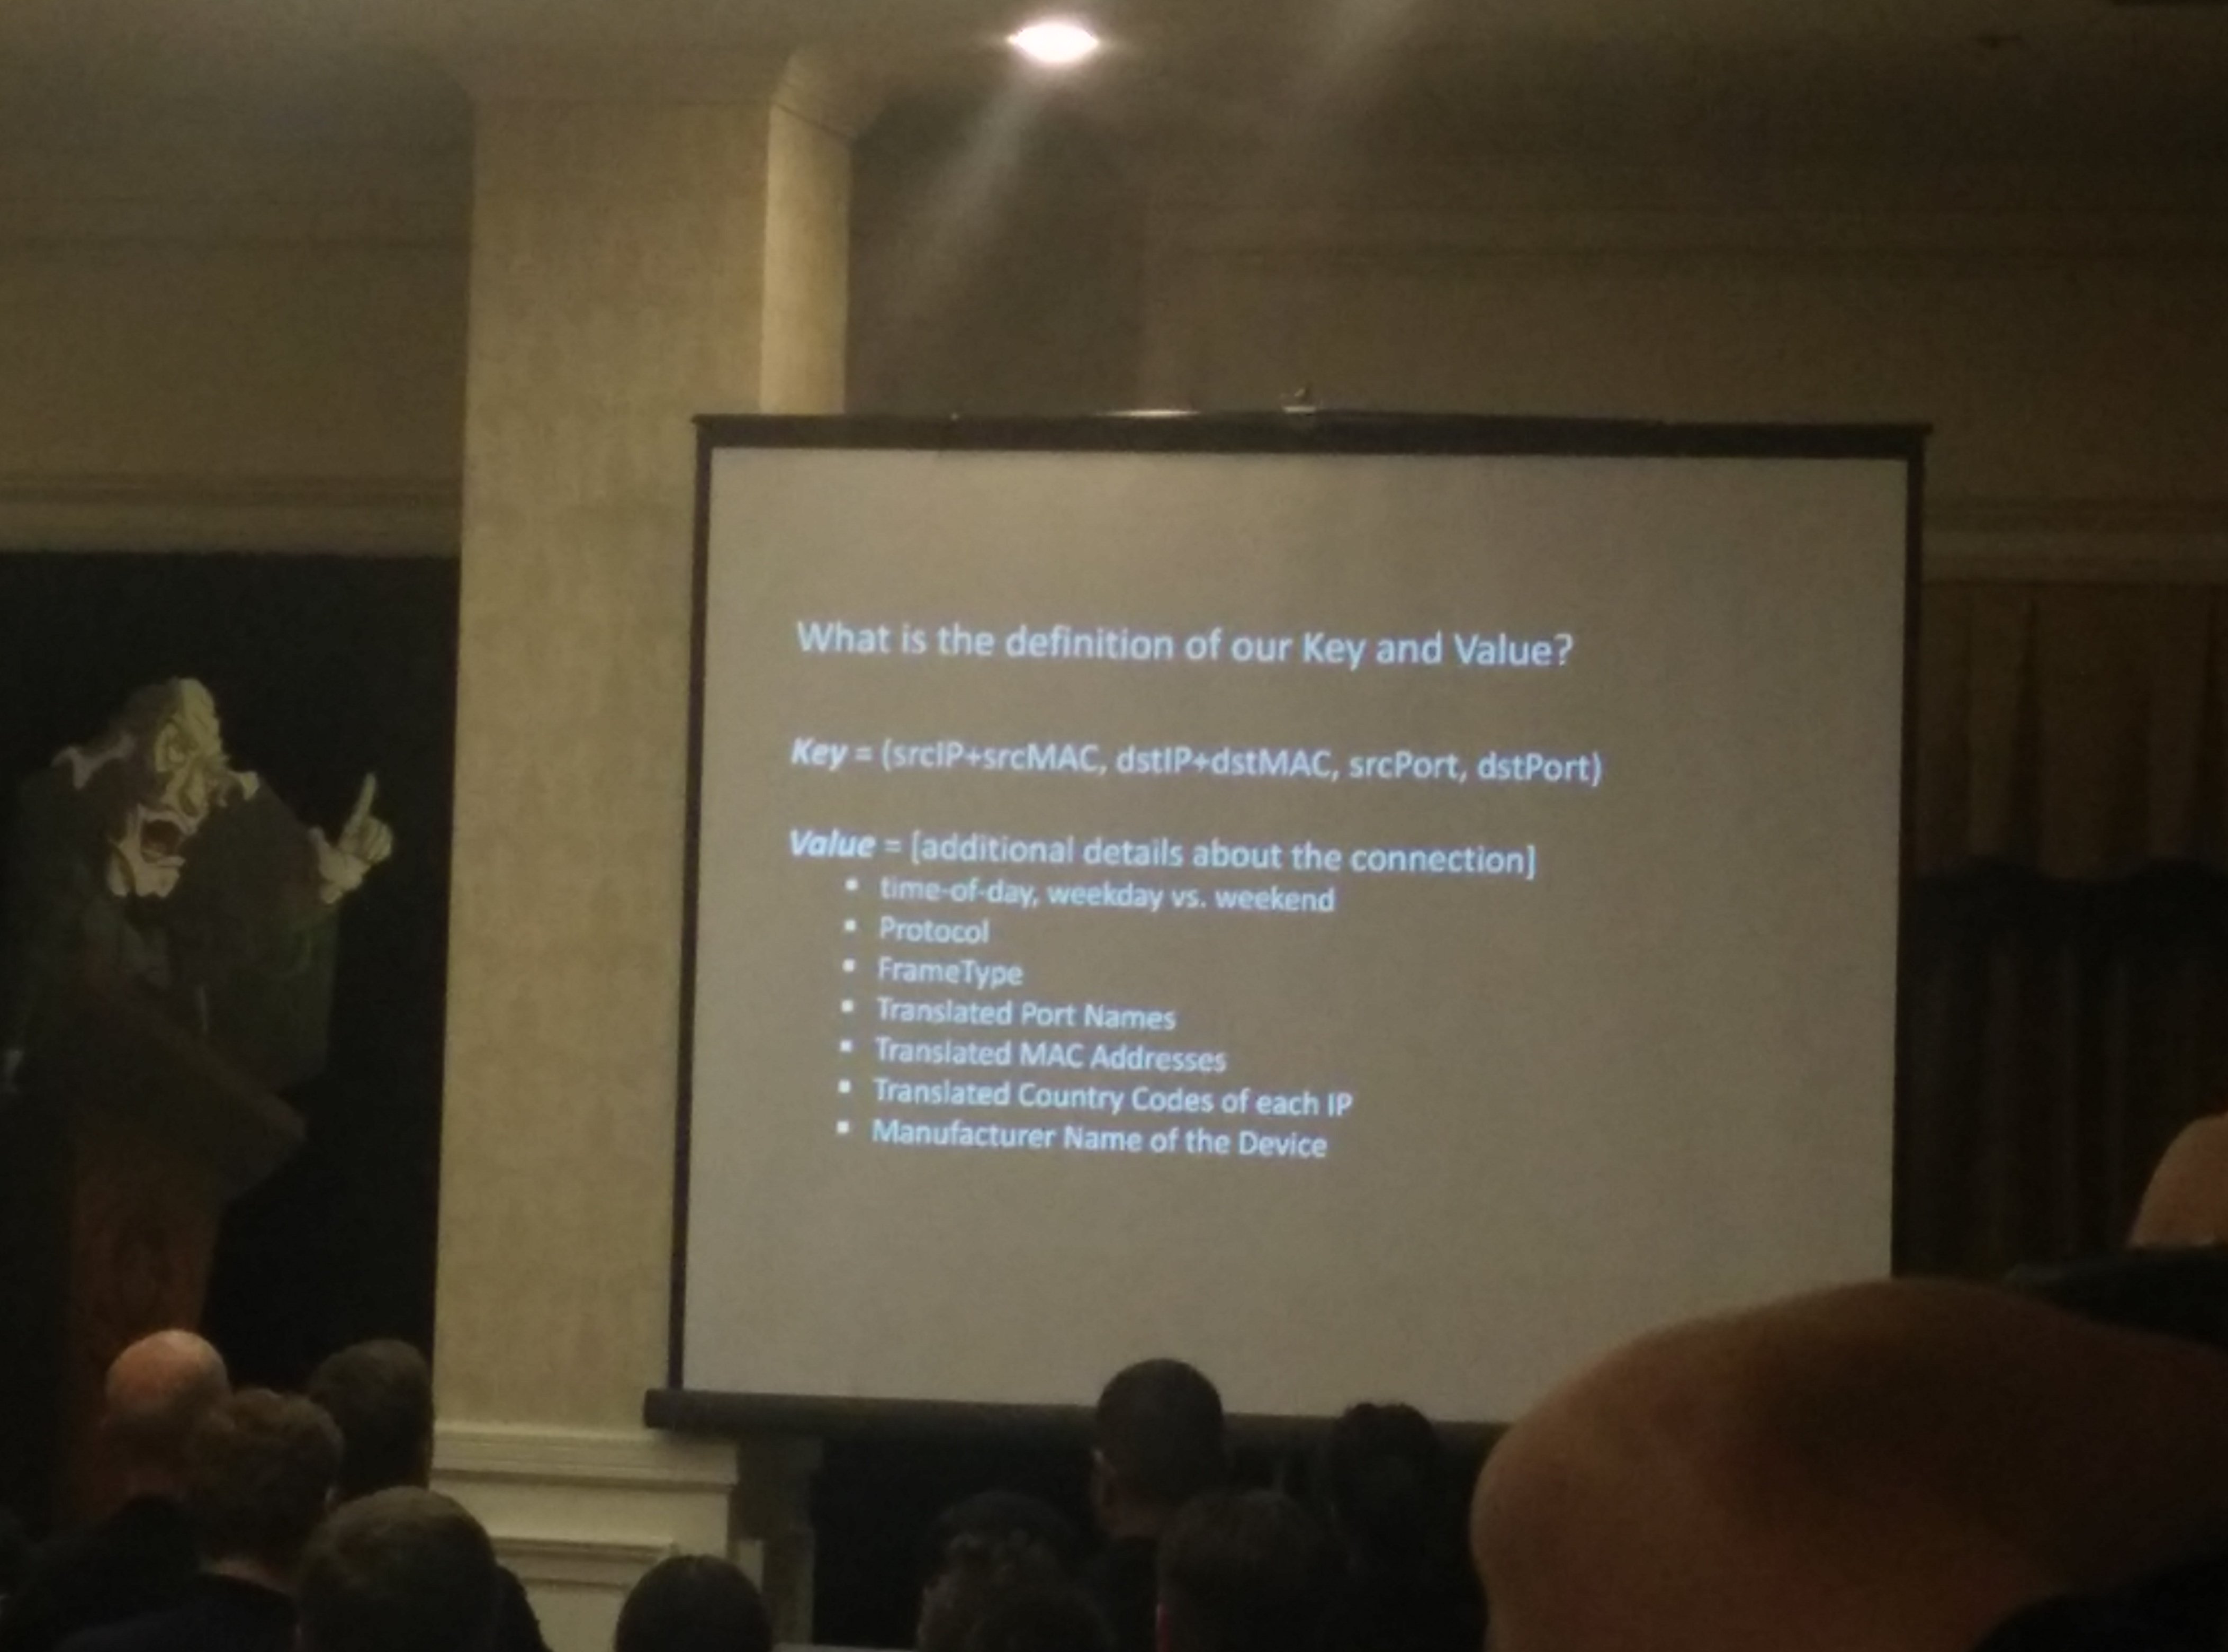 What is the definition of our Key and Value?
Key = (srcIP+srcMAC, dstIP+dstMAC, srcPort, dstPort)
Value = [additional details about the connection]
▪ time-of-day, weekday vs. weekend
▪ Protocol
▪ FrameType
▪ Translated Port Names
▪ Translated MAC Addresses
▪ Translated Country Codes of each IP
▪ Manufacturer Name of the Device